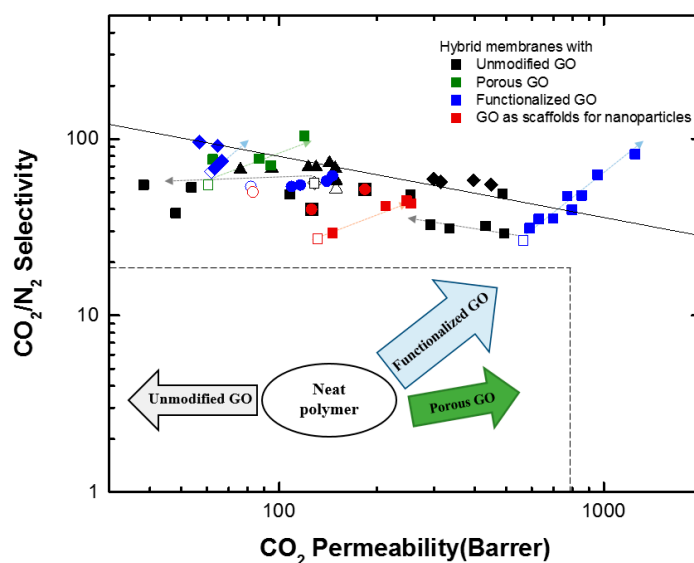 Hybrid membranes with
Unmodified GO
Porous GO
Functionalized GO
GO as scaffolds for nanoparticles
100
10
1
CO₂/N₂ Selectivity
Functionalized GO
Unmodified GO
Neat
polymer
Porous GO
100
1000
CO₂ Permeability(Barrer)